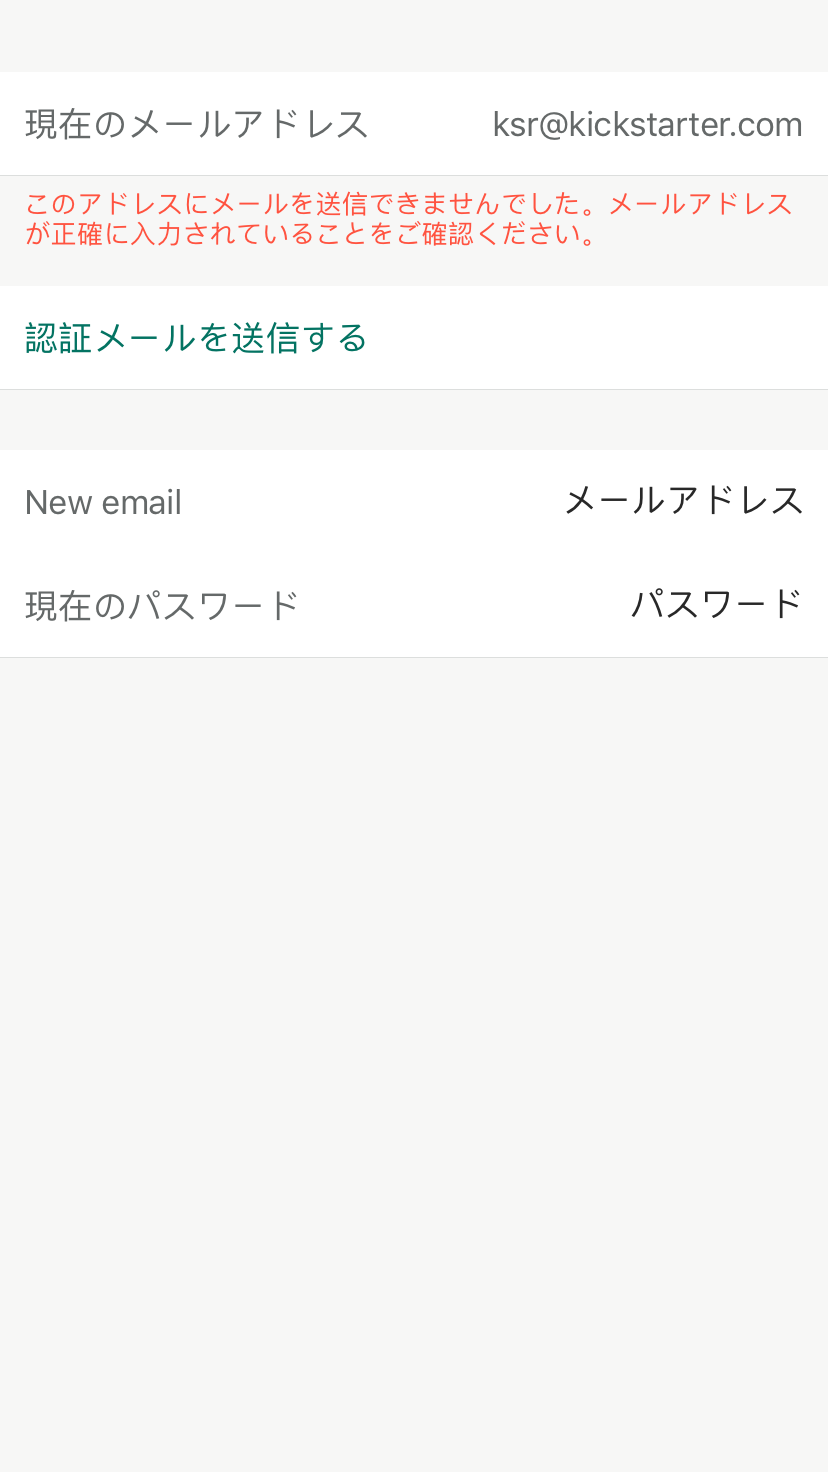 現在のメールアドレス ksr@kickstarter.com
このアドレスにメールを送信できませんでした。メールアドレス
が正確に入力されていることをご確認ください。
認証メールを送信する
New email メールアドレス
現在のパスワード パスワード